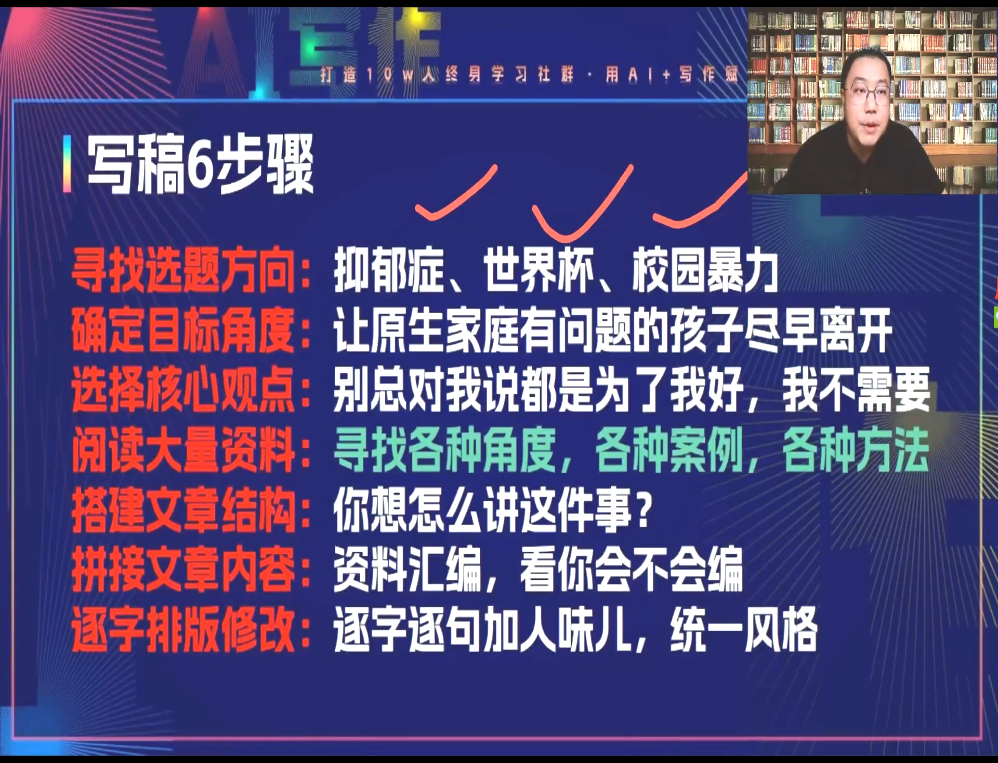 AI写作
打造10w人终身学习社群·用AI+写作赋
写稿6步骤
寻找选题方向：抑郁症、世界杯、校园暴力
确定目标角度：让原生家庭有问题的孩子尽早离开
选择核心观点：别总对我说都是为了我好，我不需要
阅读大量资料：寻找各种角度，各种案例，各种方法
搭建文章结构：你想怎么讲这件事？
拼接文章内容：资料汇编，看你会不会编
逐字排版修改：逐字逐句加人味儿，统一风格